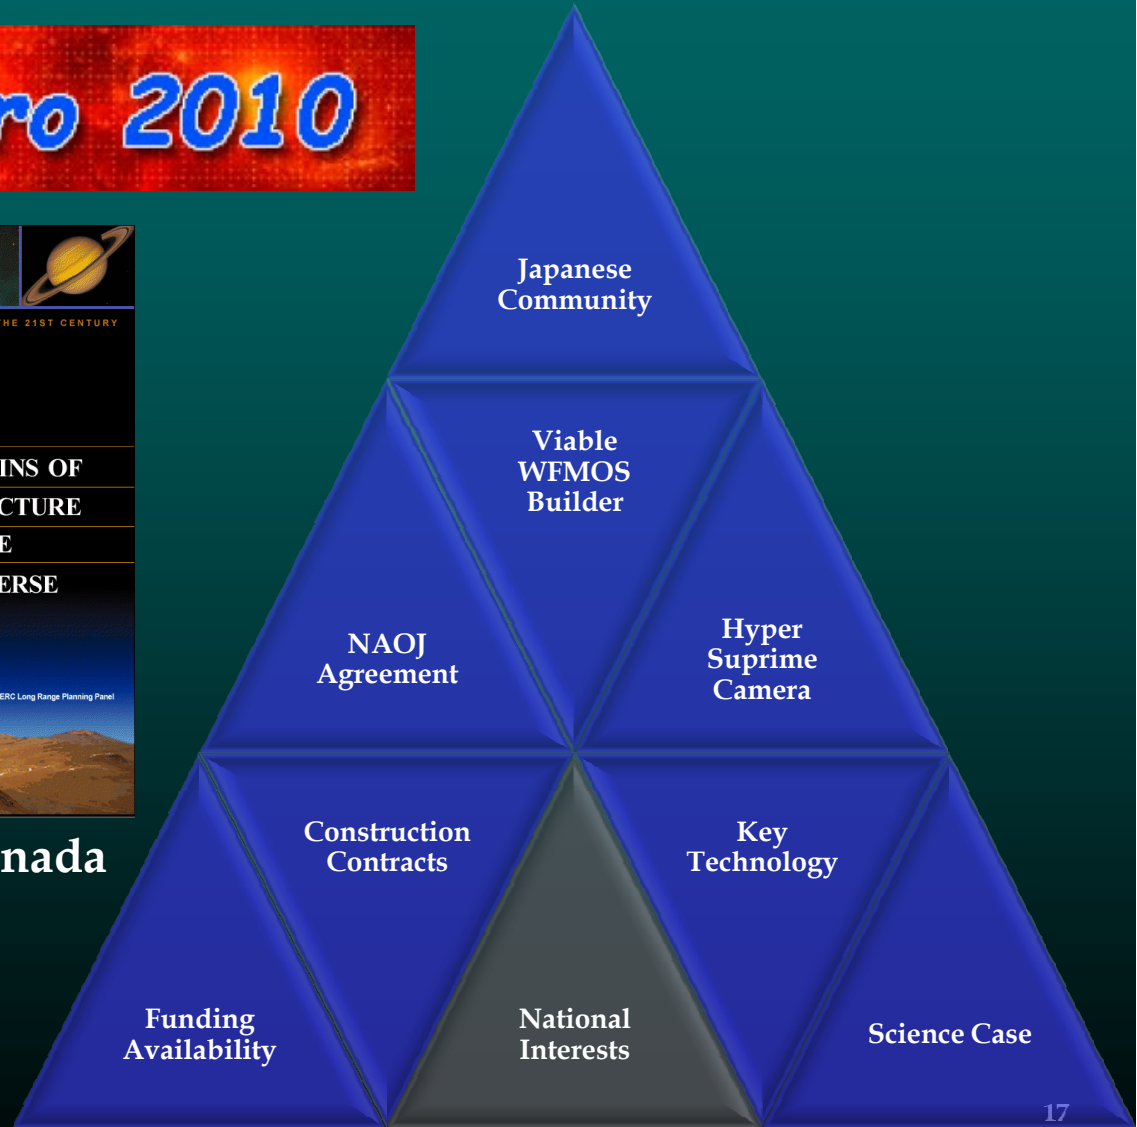 ro 2010
THE 21ST CENTURY
INS OF
CTURE
E
ERSE
ERC Long Range Planning Panel
nada
Japanese
Community
Viable
WFMOS
Builder
NAOJ
Agreement
Hyper
Suprime
Camera
Construction
Contracts
Key
Technology
Funding
Availability
National
Interests
Science Case
17